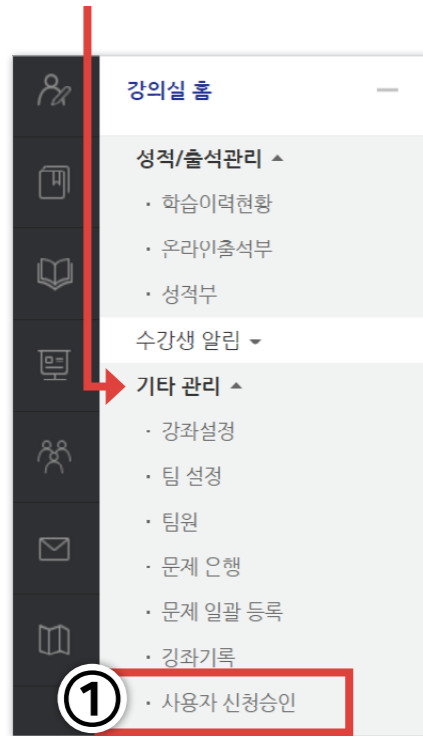 강의실 홈
성적/출석관리 ▲
· 학습이력현황
· 온라인출석부
· 성적부
수강생 알림 ▼
기타 관리 ▲
· 강좌설정
· 팀 설정
· 팀원
· 문제 은행
· 문제 일괄 등록
· 강좌기록
① · 사용자 신청승인